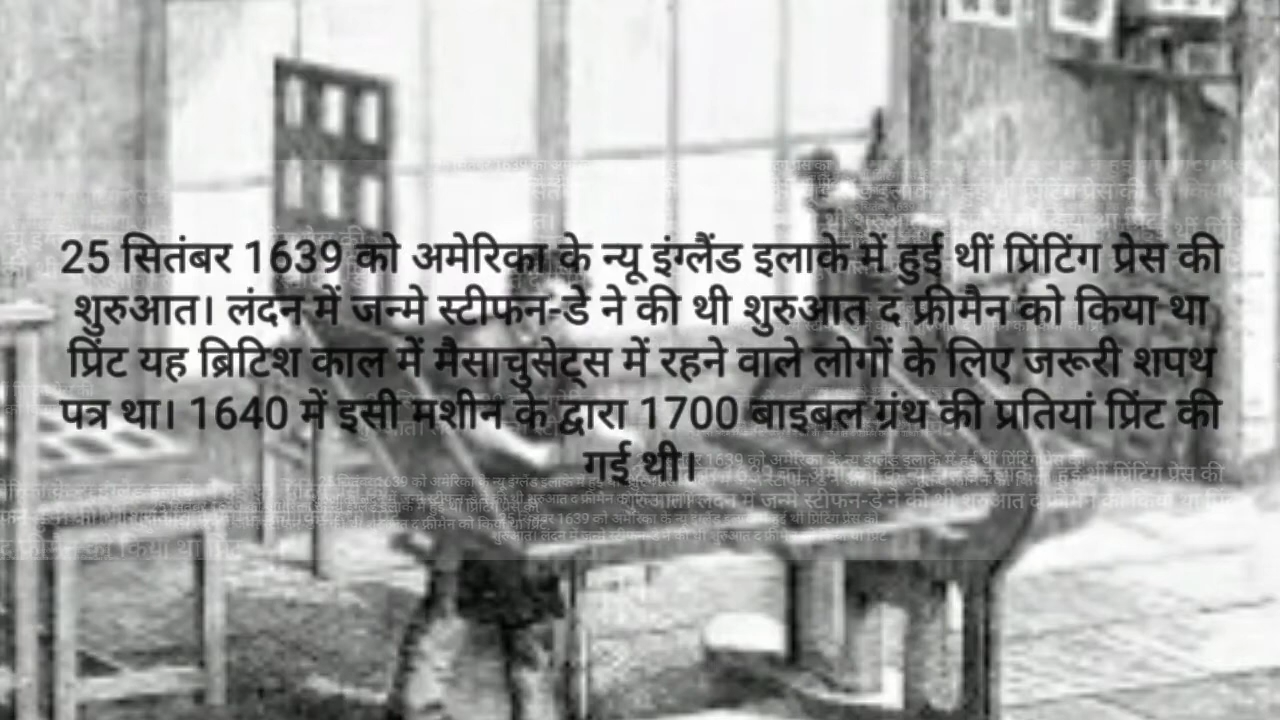 25 सितंबर 1639 को अमेरिका के न्यू इंग्लैंड इलाके में हुई थीं प्रिंटिंग प्रेस की
शुरुआत। लंदन में जन्मे स्टीफन-डे ने की थी शुरुआत द फ्रीमैन को किया था
प्रिंट यह ब्रिटिश काल में मैसाचुसेट्स में रहने वाले लोगों के लिए जरूरी शपथ
पत्र था। 1640 में इसी मशीन के द्वारा 1700 बाइबल ग्रंथ की प्रतियां प्रिंट की
गई थी।